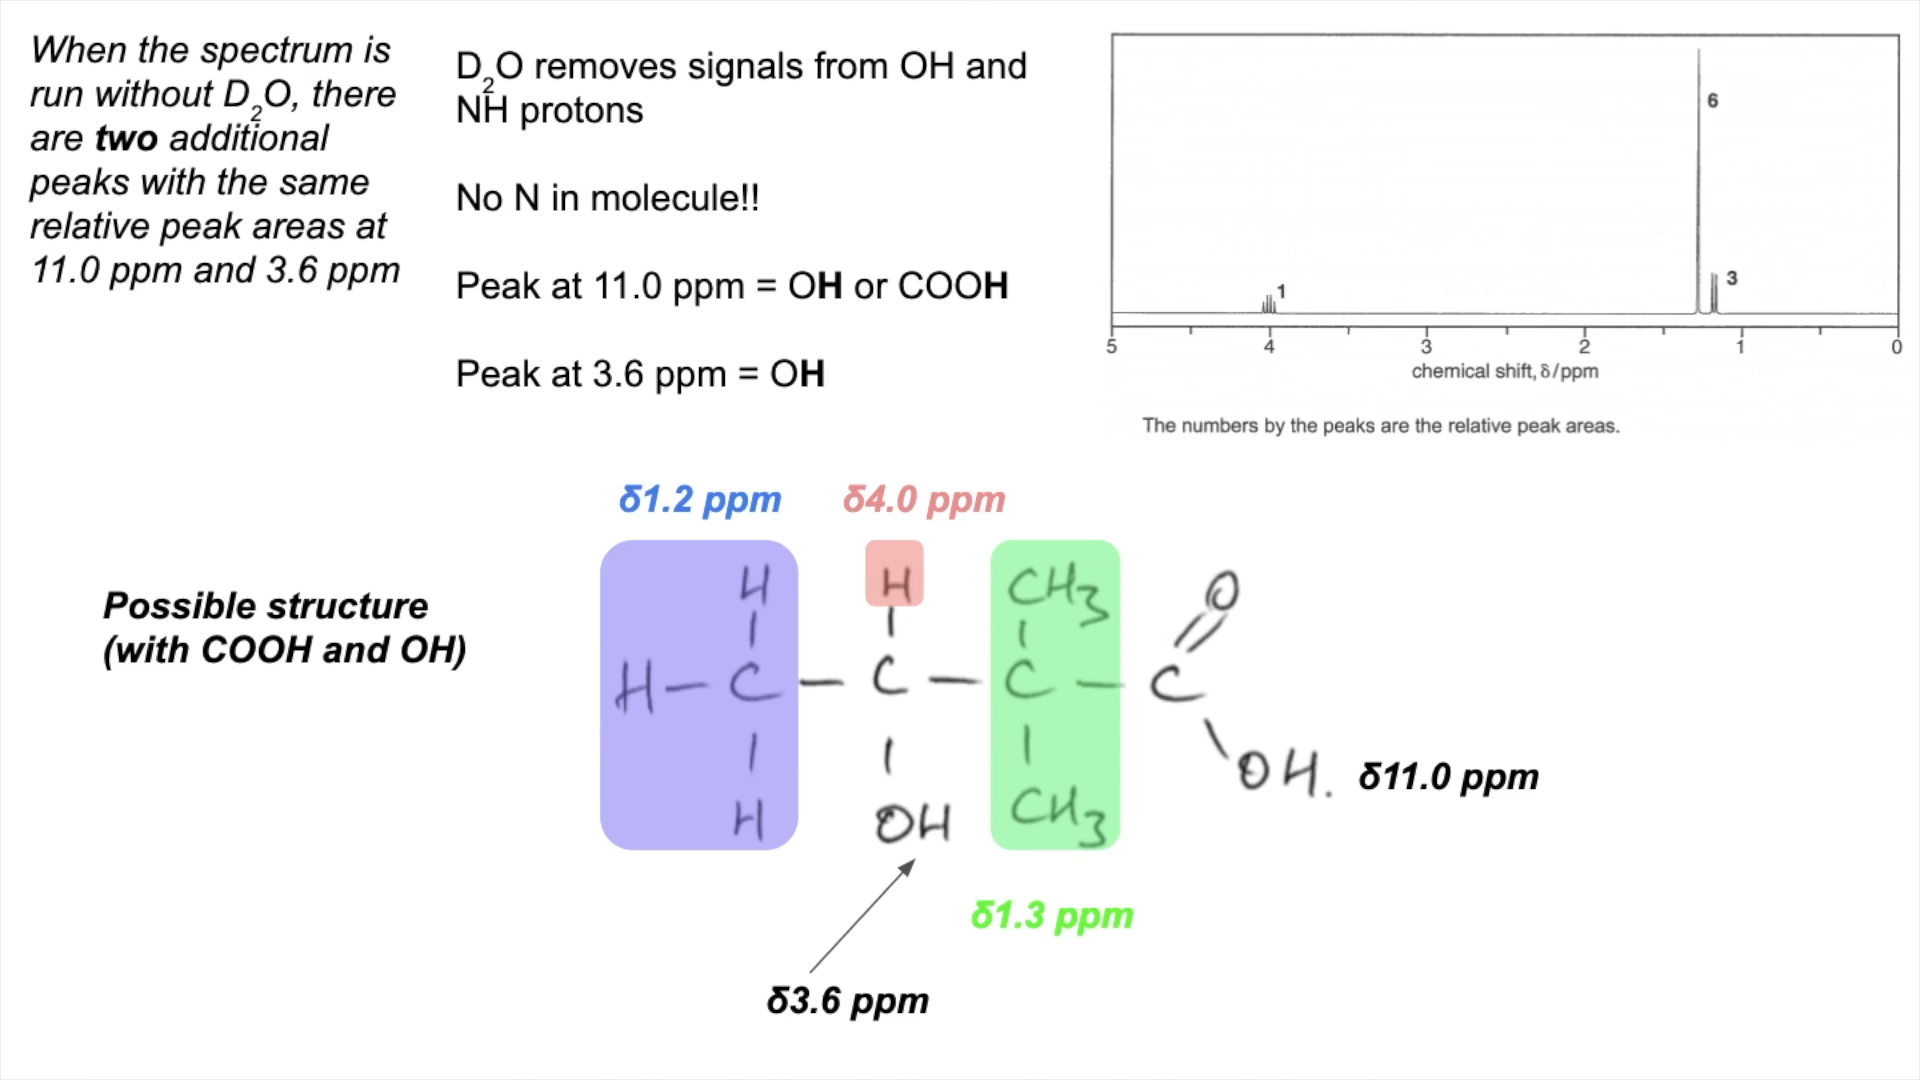 When the spectrum is
run without D₂O, there
are two additional
peaks with the same
relative peak areas at
11.0 ppm and 3.6 ppm
D₂O removes signals from OH and
NH protons
No N in molecule!!
Peak at 11.0 ppm = OH or COOH
Peak at 3.6 ppm = OH
6
3
1
5 4 3 2 1 0
chemical shift, δ/ppm
The numbers by the peaks are the relative peak areas.
δ1.2 ppm δ4.0 ppm
Possible structure
(with COOH and OH)
H H CH₃ O
H – C – C – C – C
H OH CH₃ OH.
δ11.0 ppm
δ1.3 ppm
δ3.6 ppm